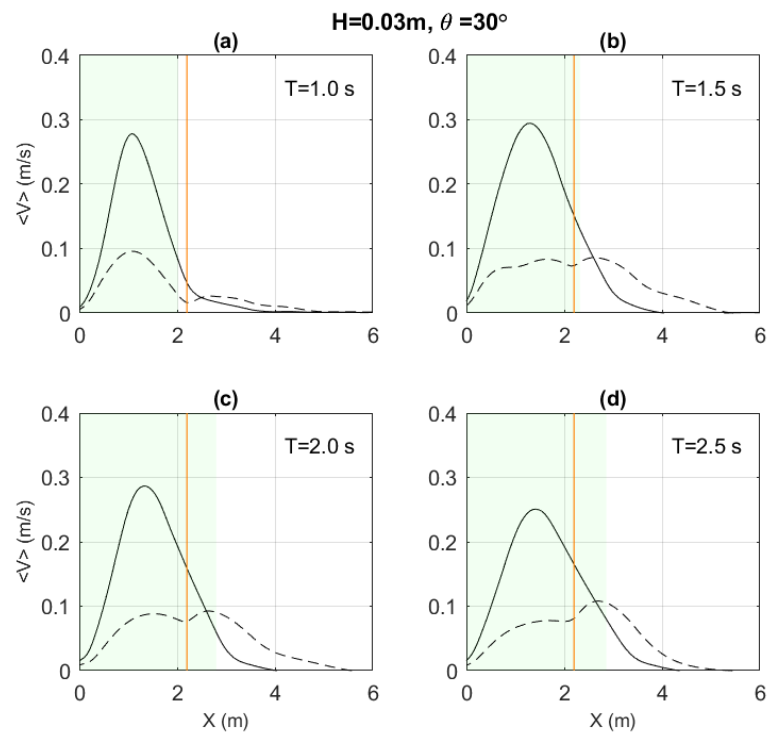 H=0.03m, θ =30°
(a)
(b)
T=1.0 s
T=1.5 s
<V> (m/s)
0.4
0.3
0.2
0.1
0
0 2 4 6
0.4
0.3
0.2
0.1
0
0 2 4 6
(c)
(d)
T=2.0 s
T=2.5 s
<V> (m/s)
0.4
0.3
0.2
0.1
0
0 2 4 6
X (m)
0.4
0.3
0.2
0.1
0
0 2 4 6
X (m)